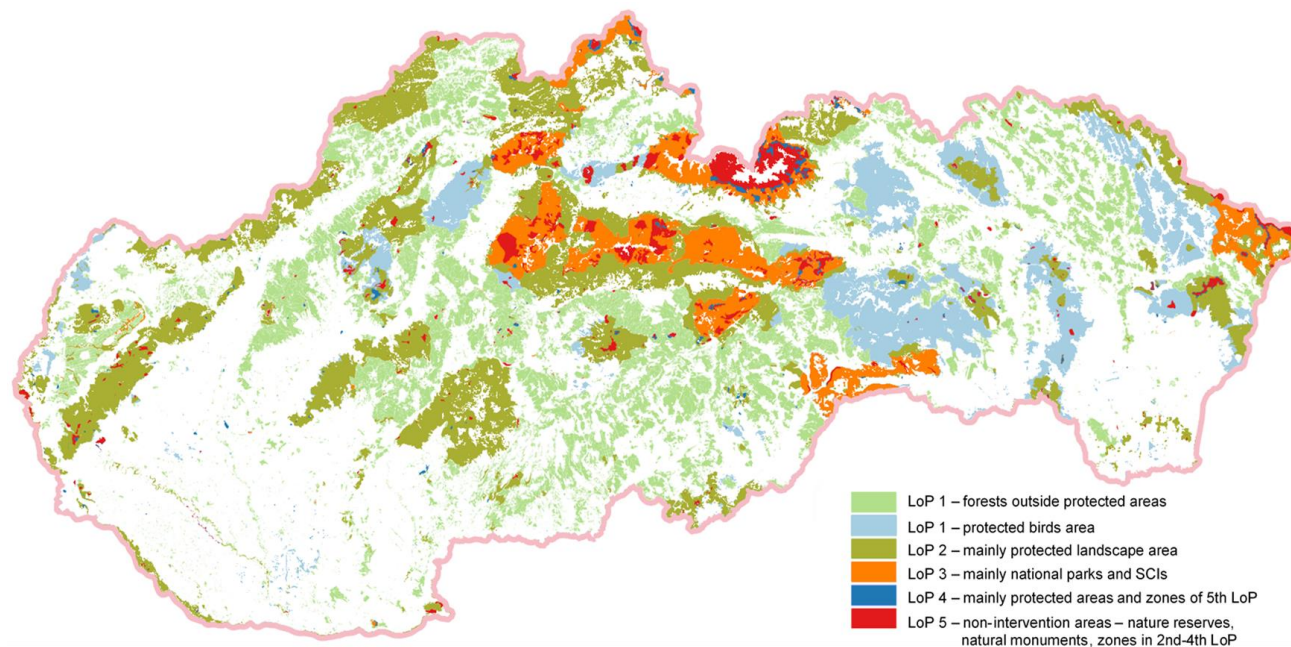 LoP 1 – forests outside protected areas
LoP 1 – protected birds area
LoP 2 – mainly protected landscape area
LoP 3 – mainly national parks and SCIs
LoP 4 – mainly protected areas and zones of 5th LoP
LoP 5 – non-intervention areas – nature reserves,
natural monuments, zones in 2nd-4th LoP